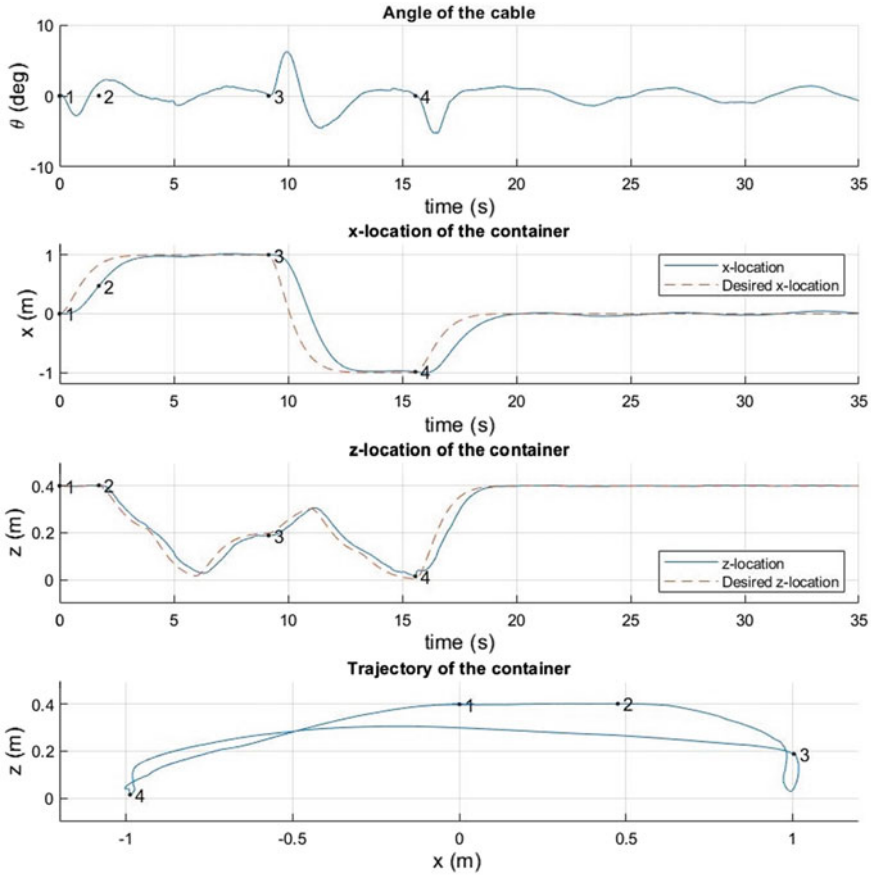 Angle of the cable
10
0
-10
θ (deg)
1
2
3
4
0 5 10 15 20 25 30 35
time (s)
x-location of the container
1
0
-1
x (m)
1
2
3
4
x-location
Desired x-location
0 5 10 15 20 25 30 35
time (s)
z-location of the container
0.4
0.2
0
z (m)
1
2
3
4
z-location
Desired z-location
0 5 10 15 20 25 30 35
time (s)
Trajectory of the container
0.4
0.2
0
z (m)
1
2
3
4
-1 -0.5 0 0.5 1
x (m)